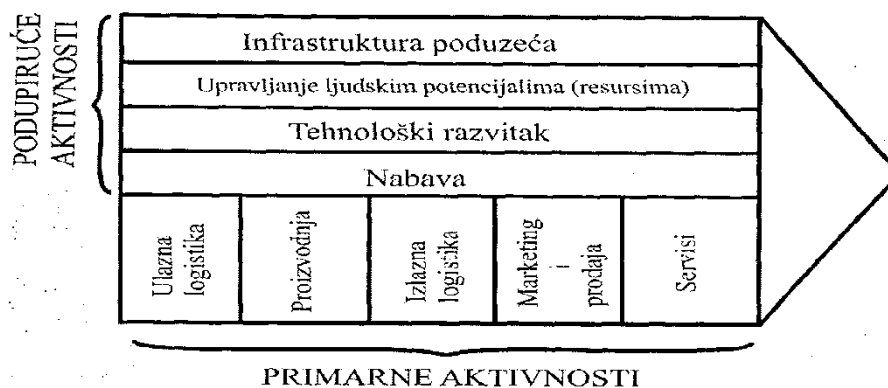 PODUPIRUĆE
AKTIVNOSTI
Infrastruktura poduzeća
Upravljanje ljudskim potencijalima (resursima)
Tehnološki razvitak
Nabava
Ulazna
logistika
Proizvodnja
Izlazna
logistika
Marketing
i
prodaja
Servisi
PRIMARNE AKTIVNOSTI